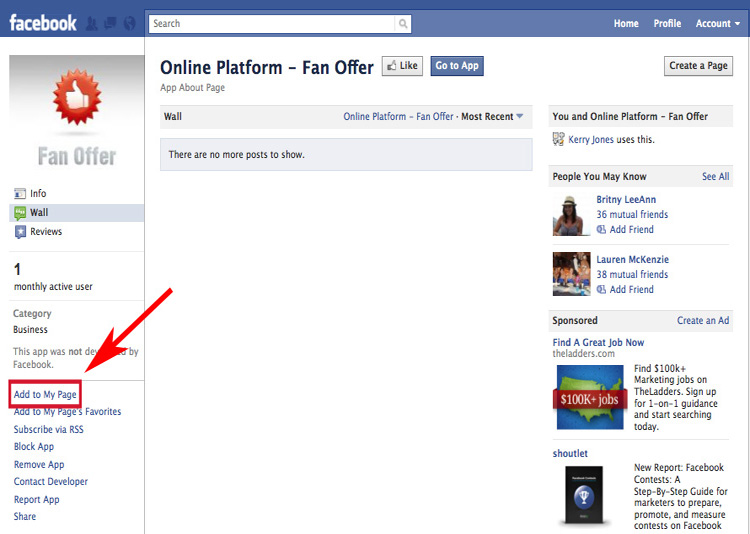 facebook
Search
Home Profile Account
Fan Offer
Info
Wall
Reviews
1
monthly active user
Category
Business
This app was not developed by
Facebook.
Add to My Page
Add to My Page's Favorites
Subscribe via RSS
Block App
Remove App
Contact Developer
Report App
Share
Online Platform – Fan Offer Like Go to App
App About Page
Wall Online Platform – Fan Offer · Most Recent
There are no more posts to show.
Create a Page
You and Online Platform – Fan Offer
Kerry Jones uses this.
People You May Know See All
Britny LeeAnn
36 mutual friends
Add Friend
Lauren McKenzie
38 mutual friends
Add Friend
Sponsored Create an Ad
Find A Great Job Now
theladders.com
$100K+ jobs
Find $100k+
Marketing jobs on
TheLadders. Sign up
for 1-on-1 guidance
and start searching
today.
shoutlet
New Report: Facebook
Contests: A
Step-By-Step Guide for
marketers to prepare,
promote, and measure
contests on Facebook